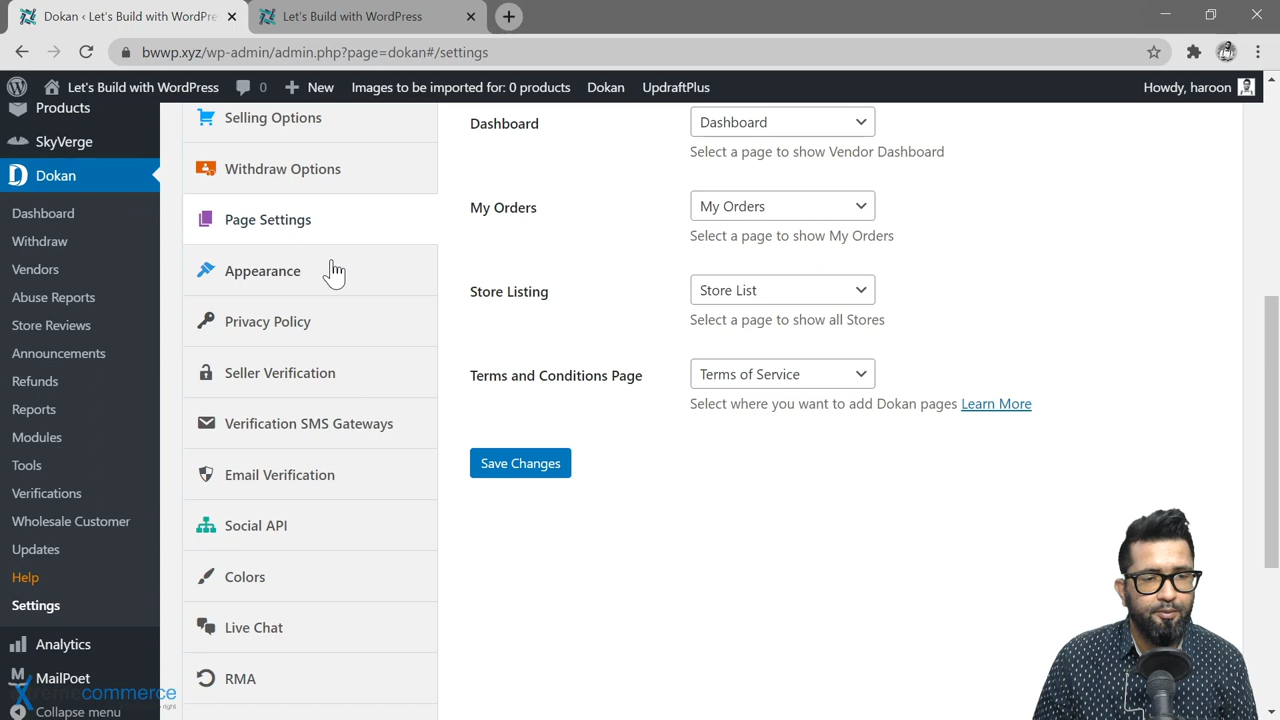 Dokan ‹ Let's Build with WordPre
Let's Build with WordPress
bwwp.xyz/wp-admin/admin.php?page=dokan#/settings
Let's Build with WordPress
0
New
Images to be imported for: 0 products
Dokan
UpdraftPlus
Howdy, haroon
Products
SkyVerge
Dokan
Dashboard
Withdraw
Vendors
Abuse Reports
Store Reviews
Announcements
Refunds
Reports
Modules
Tools
Verifications
Wholesale Customer
Updates
Help
Settings
Analytics
MailPoet
commerce
right
Collapse menu
Selling Options
Withdraw Options
Page Settings
Appearance
Privacy Policy
Seller Verification
Verification SMS Gateways
Email Verification
Social API
Colors
Live Chat
RMA
Dashboard
Dashboard
Select a page to show Vendor Dashboard
My Orders
My Orders
Select a page to show My Orders
Store Listing
Store List
Select a page to show all Stores
Terms and Conditions Page
Terms of Service
Select where you want to add Dokan pages Learn More
Save Changes